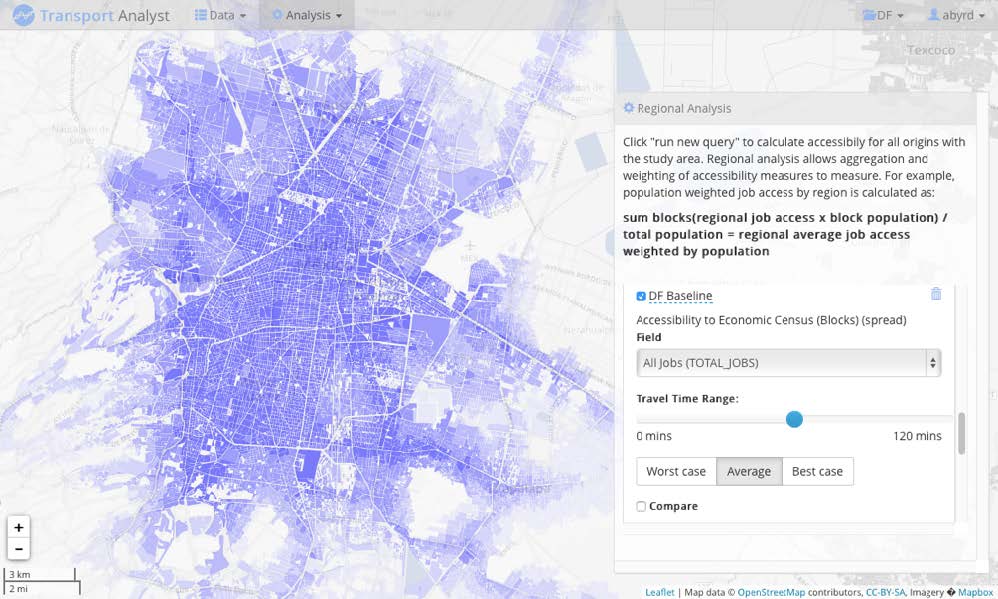 Transport Analyst
Data
Analysis
DF
abyrd
Texcoco
Regional Analysis
Click "run new query" to calculate accessibily for all origins with
the study area. Regional analysis allows aggregation and
weighting of accessibility measures to measure. For example,
population weighted job access by region is calculated as:
sum blocks(regional job access x block population) /
total population = regional average job access
weighted by population
DF Baseline
Accessibility to Economic Census (Blocks) (spread)
Field
All Jobs (TOTAL_JOBS)
Travel Time Range:
0 mins
120 mins
Worst case
Average
Best case
Compare
+
-
3 km
2 mi
Leaflet | Map data © OpenStreetMap contributors, CC-BY-SA, Imagery � Mapbox